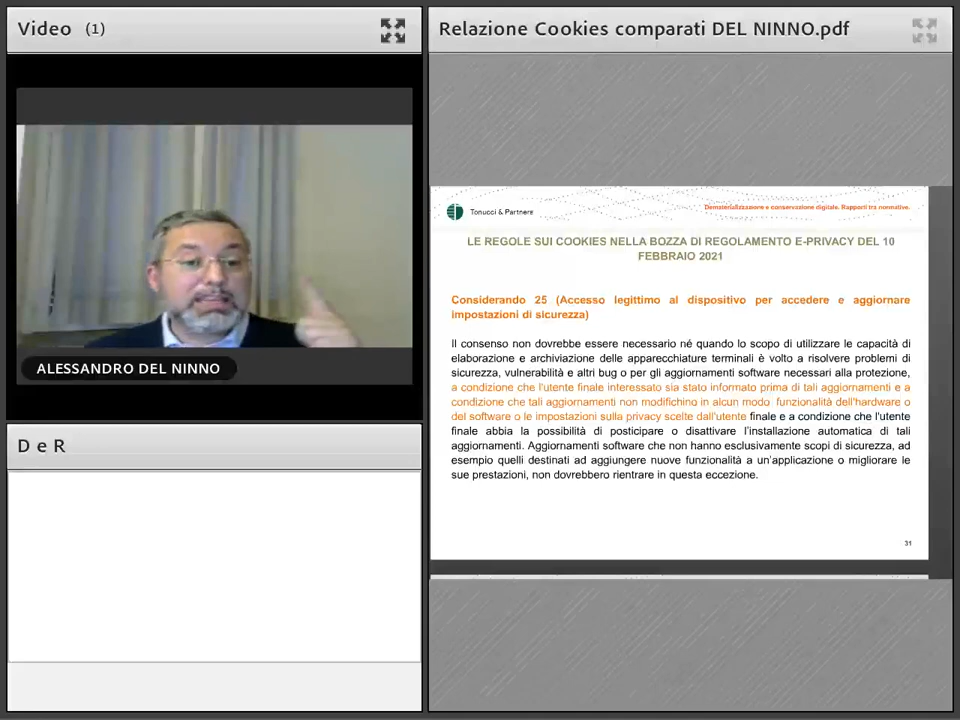 Video (1)
ALESSANDRO DEL NINNO
D e R
Relazione Cookies comparati DEL NINNO.pdf
Tonucci & Partners
Dematerializzazione e conservazione digitale. Rapporti tra normative.
LE REGOLE SUI COOKIES NELLA BOZZA DI REGOLAMENTO E-PRIVACY DEL 10
FEBBRAIO 2021
Considerando 25 (Accesso legittimo al dispositivo per accedere e aggiornare
impostazioni di sicurezza)
Il consenso non dovrebbe essere necessario né quando lo scopo di utilizzare le capacità di
elaborazione e archiviazione delle apparecchiature terminali è volto a risolvere problemi di
sicurezza, vulnerabilità e altri bug o per gli aggiornamenti software necessari alla protezione,
a condizione che l'utente finale interessato sia stato informato prima di tali aggiornamenti e a
condizione che tali aggiornamenti non modifichino in alcun modo funzionalità dell'hardware o
del software o le impostazioni sulla privacy scelte dall'utente finale e a condizione che l'utente
finale abbia la possibilità di posticipare o disattivare l'installazione automatica di tali
aggiornamenti. Aggiornamenti software che non hanno esclusivamente scopi di sicurezza, ad
esempio quelli destinati ad aggiungere nuove funzionalità a un'applicazione o migliorare le
sue prestazioni, non dovrebbero rientrare in questa eccezione.
31